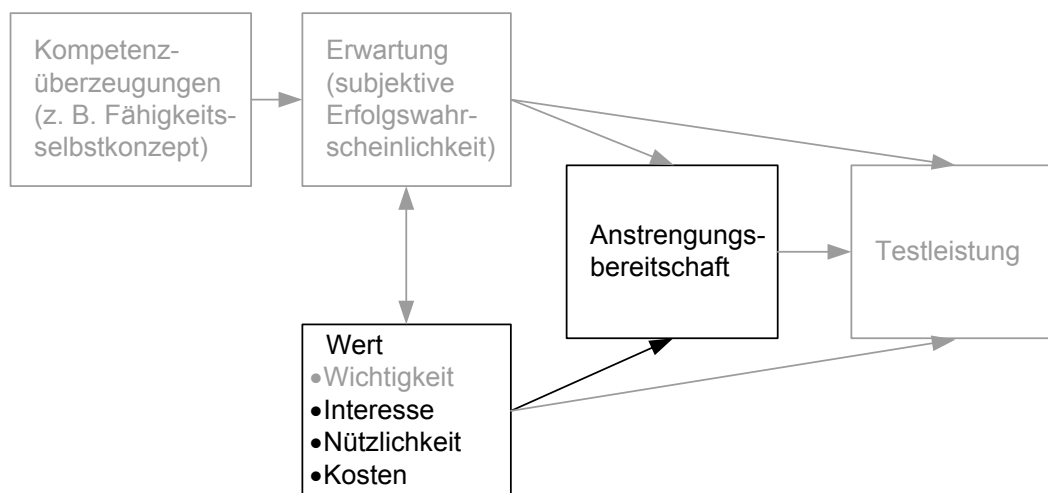 Kompetenz-
überzeugungen
(z. B. Fähigkeits-
selbstkonzept)
Erwartung
(subjektive
Erfolgswahr-
scheinlichkeit)
Anstrengungs-
bereitschaft
Testleistung
Wert
•Wichtigkeit
•Interesse
•Nützlichkeit
•Kosten